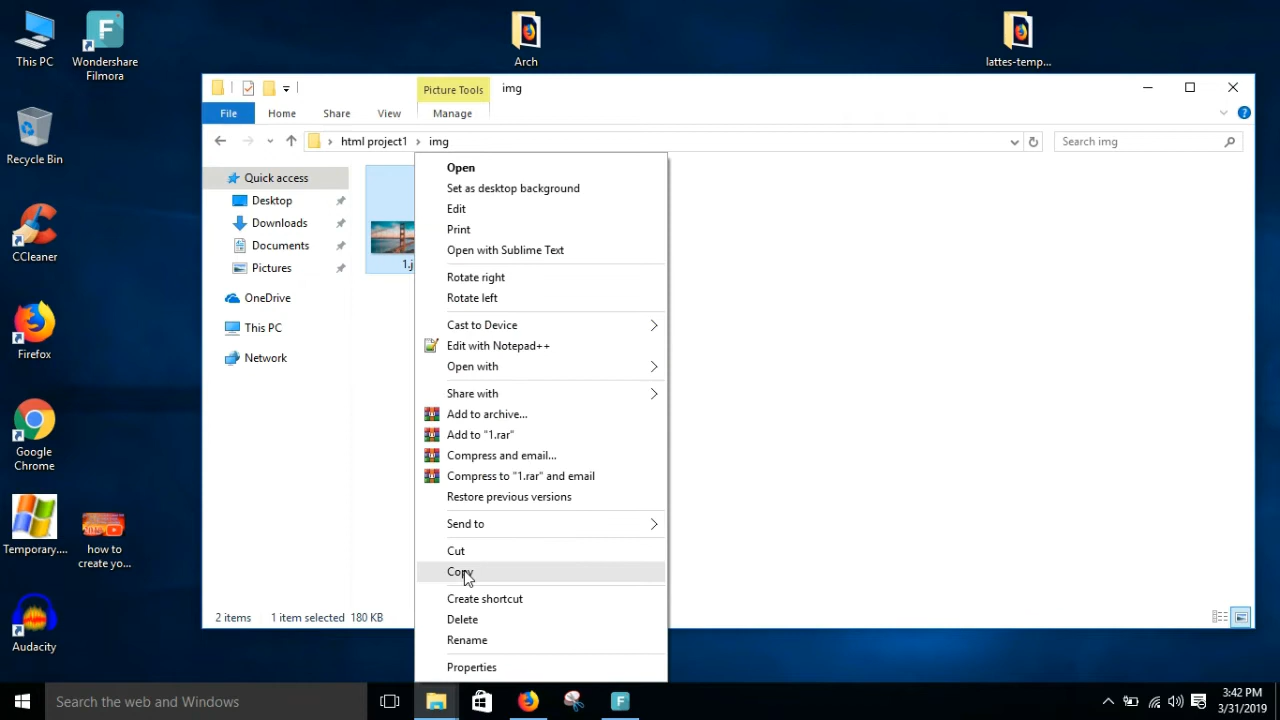 This PC
Wondershare
Filmora
Arch
lattes-temp...
Picture Tools
img
File
Home
Share
View
Manage
html project1
img
Search img
Recycle Bin
Quick access
Desktop
Downloads
Documents
Pictures
OneDrive
This PC
Network
1.j
Open
Set as desktop background
Edit
Print
Open with Sublime Text
Rotate right
Rotate left
Cast to Device
Edit with Notepad++
Open with
Share with
Add to archive...
Add to "1.rar"
Compress and email...
Compress to "1.rar" and email
Restore previous versions
Send to
Cut
Copy
Create shortcut
Delete
Rename
Properties
CCleaner
Firefox
Google
Chrome
Temporary....
how to
create yo...
Audacity
2 items
1 item selected 180 KB
Search the web and Windows
3:42 PM
3/31/2019